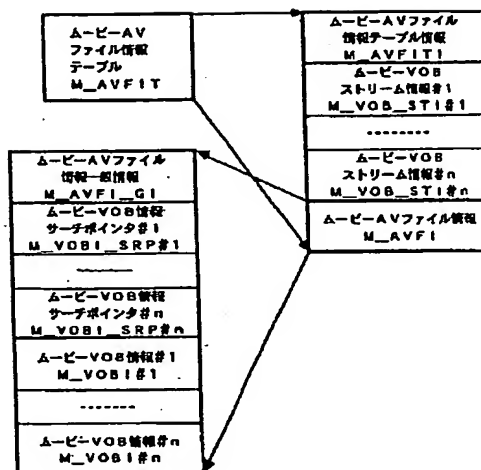 ムービーAV
ファイル情報
テーブル
M_AVFIT
ムービーAVファイル
情報テーブル情報
M_AVFITI
ムービーVOB
ストリーム情報#1
M_VOB_STI#1
--------
ムービーVOB
ストリーム情報#n
M_VOB_STI#n
ムービーAVファイル情報
M_AVFI
ムービーAVファイル
情報一般情報
M_AVFI_GI
ムービーVOB情報
サーチポインタ#1
M_VOBI_SRP#1
--------
ムービーVOB情報
サーチポインタ#n
M_VOBI_SRP#n
ムービーVOB情報#1
M_VOBI#1
--------
ムービーVOB情報#n
M_VOBI#n